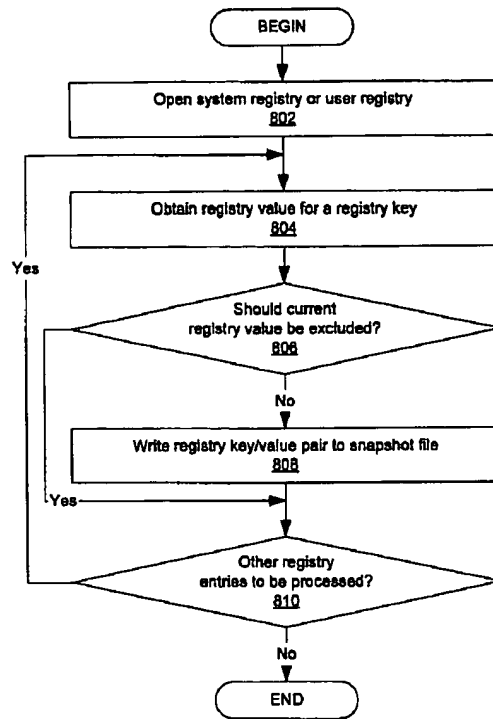 BEGIN
Open system registry or user registry
802
Obtain registry value for a registry key
804
Yes
Should current
registry value be excluded?
806
No
Write registry key/value pair to snapshot file
808
Yes
Other registry
entries to be processed?
810
No
END